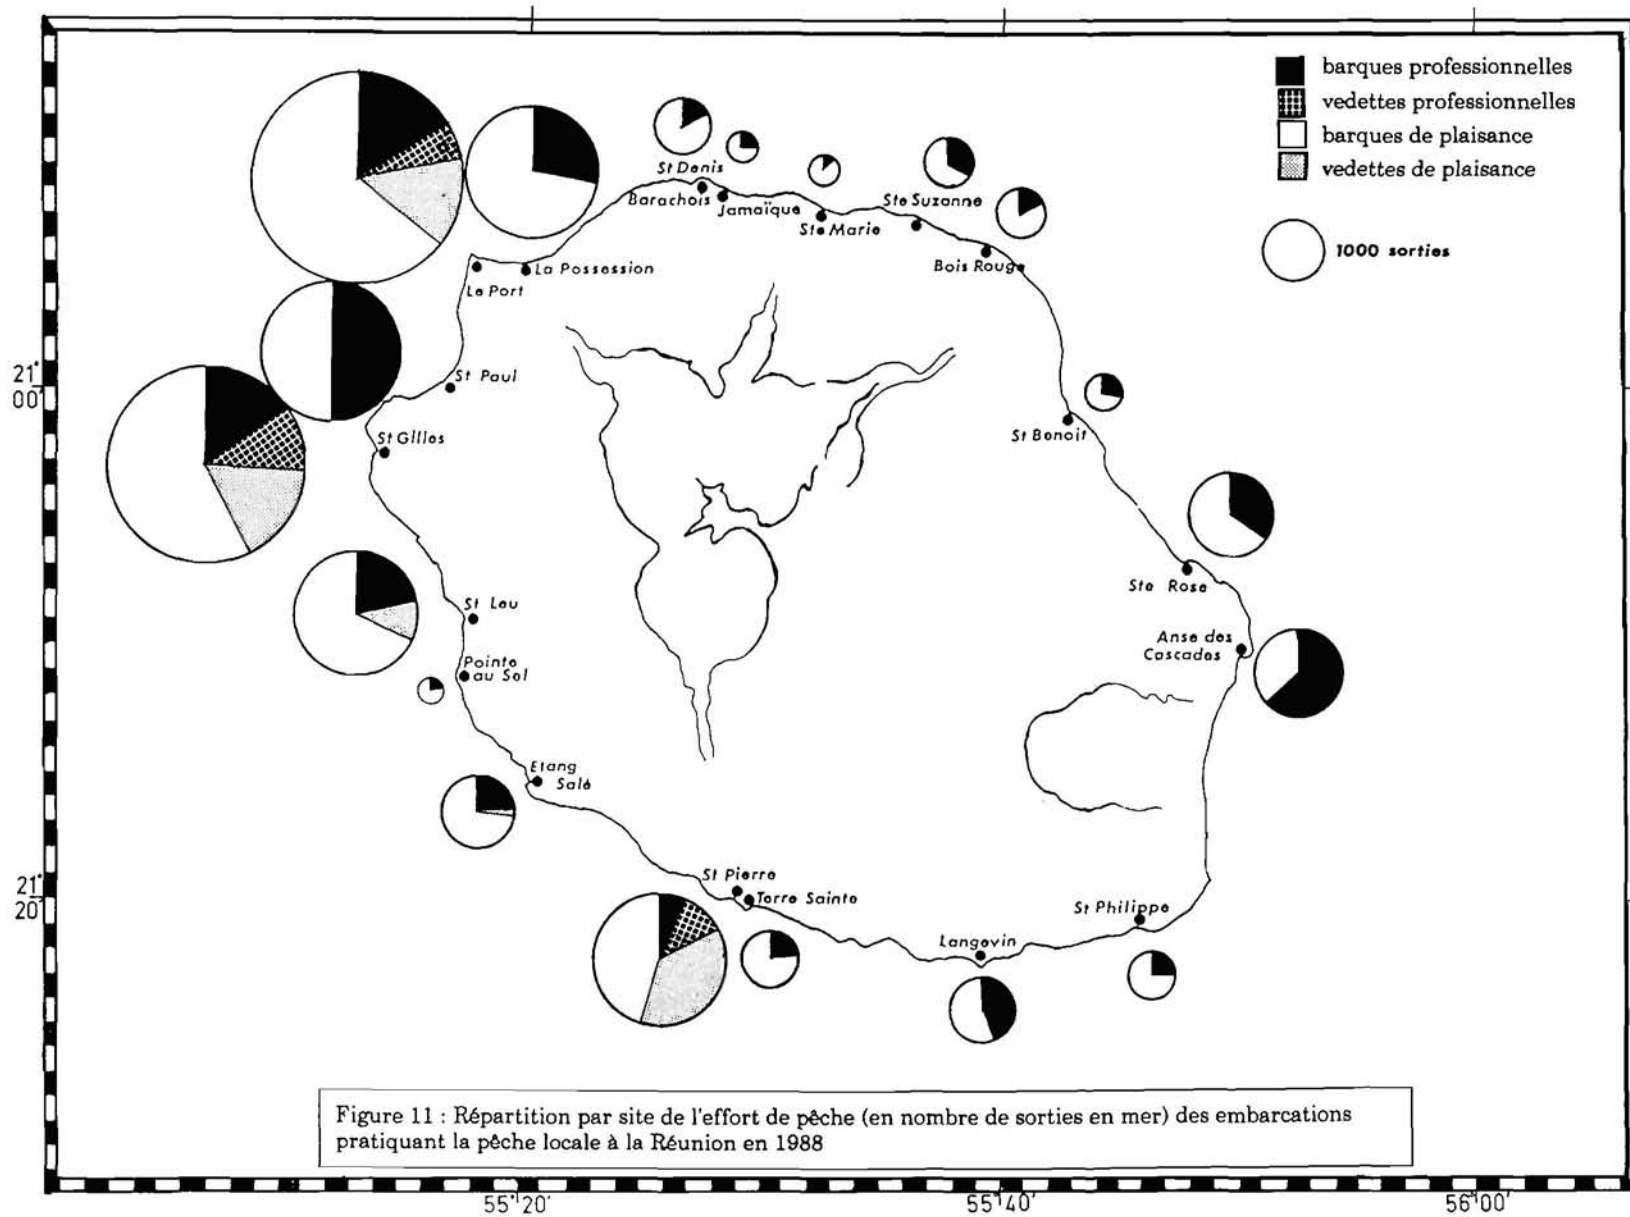 barques professionnelles
vedettes professionnelles
barques de plaisance
vedettes de plaisance
1000 sorties
St Denis
Barachois
Jamaïque
Ste Marie
Ste Suzanne
Bois Rouge
La Possession
Le Port
St Paul
St Gilles
St Benoit
Ste Rose
Anse des
Cascades
St Leu
Pointe
au Sel
Etang
Salé
St Pierre
Terre Sainte
Langevin
St Philippe
21°
00'
21°
20'
Figure 11 : Répartition par site de l'effort de pêche (en nombre de sorties en mer) des embarcations
pratiquant la pêche locale à la Réunion en 1988
55°20'
55°40'
56°00'